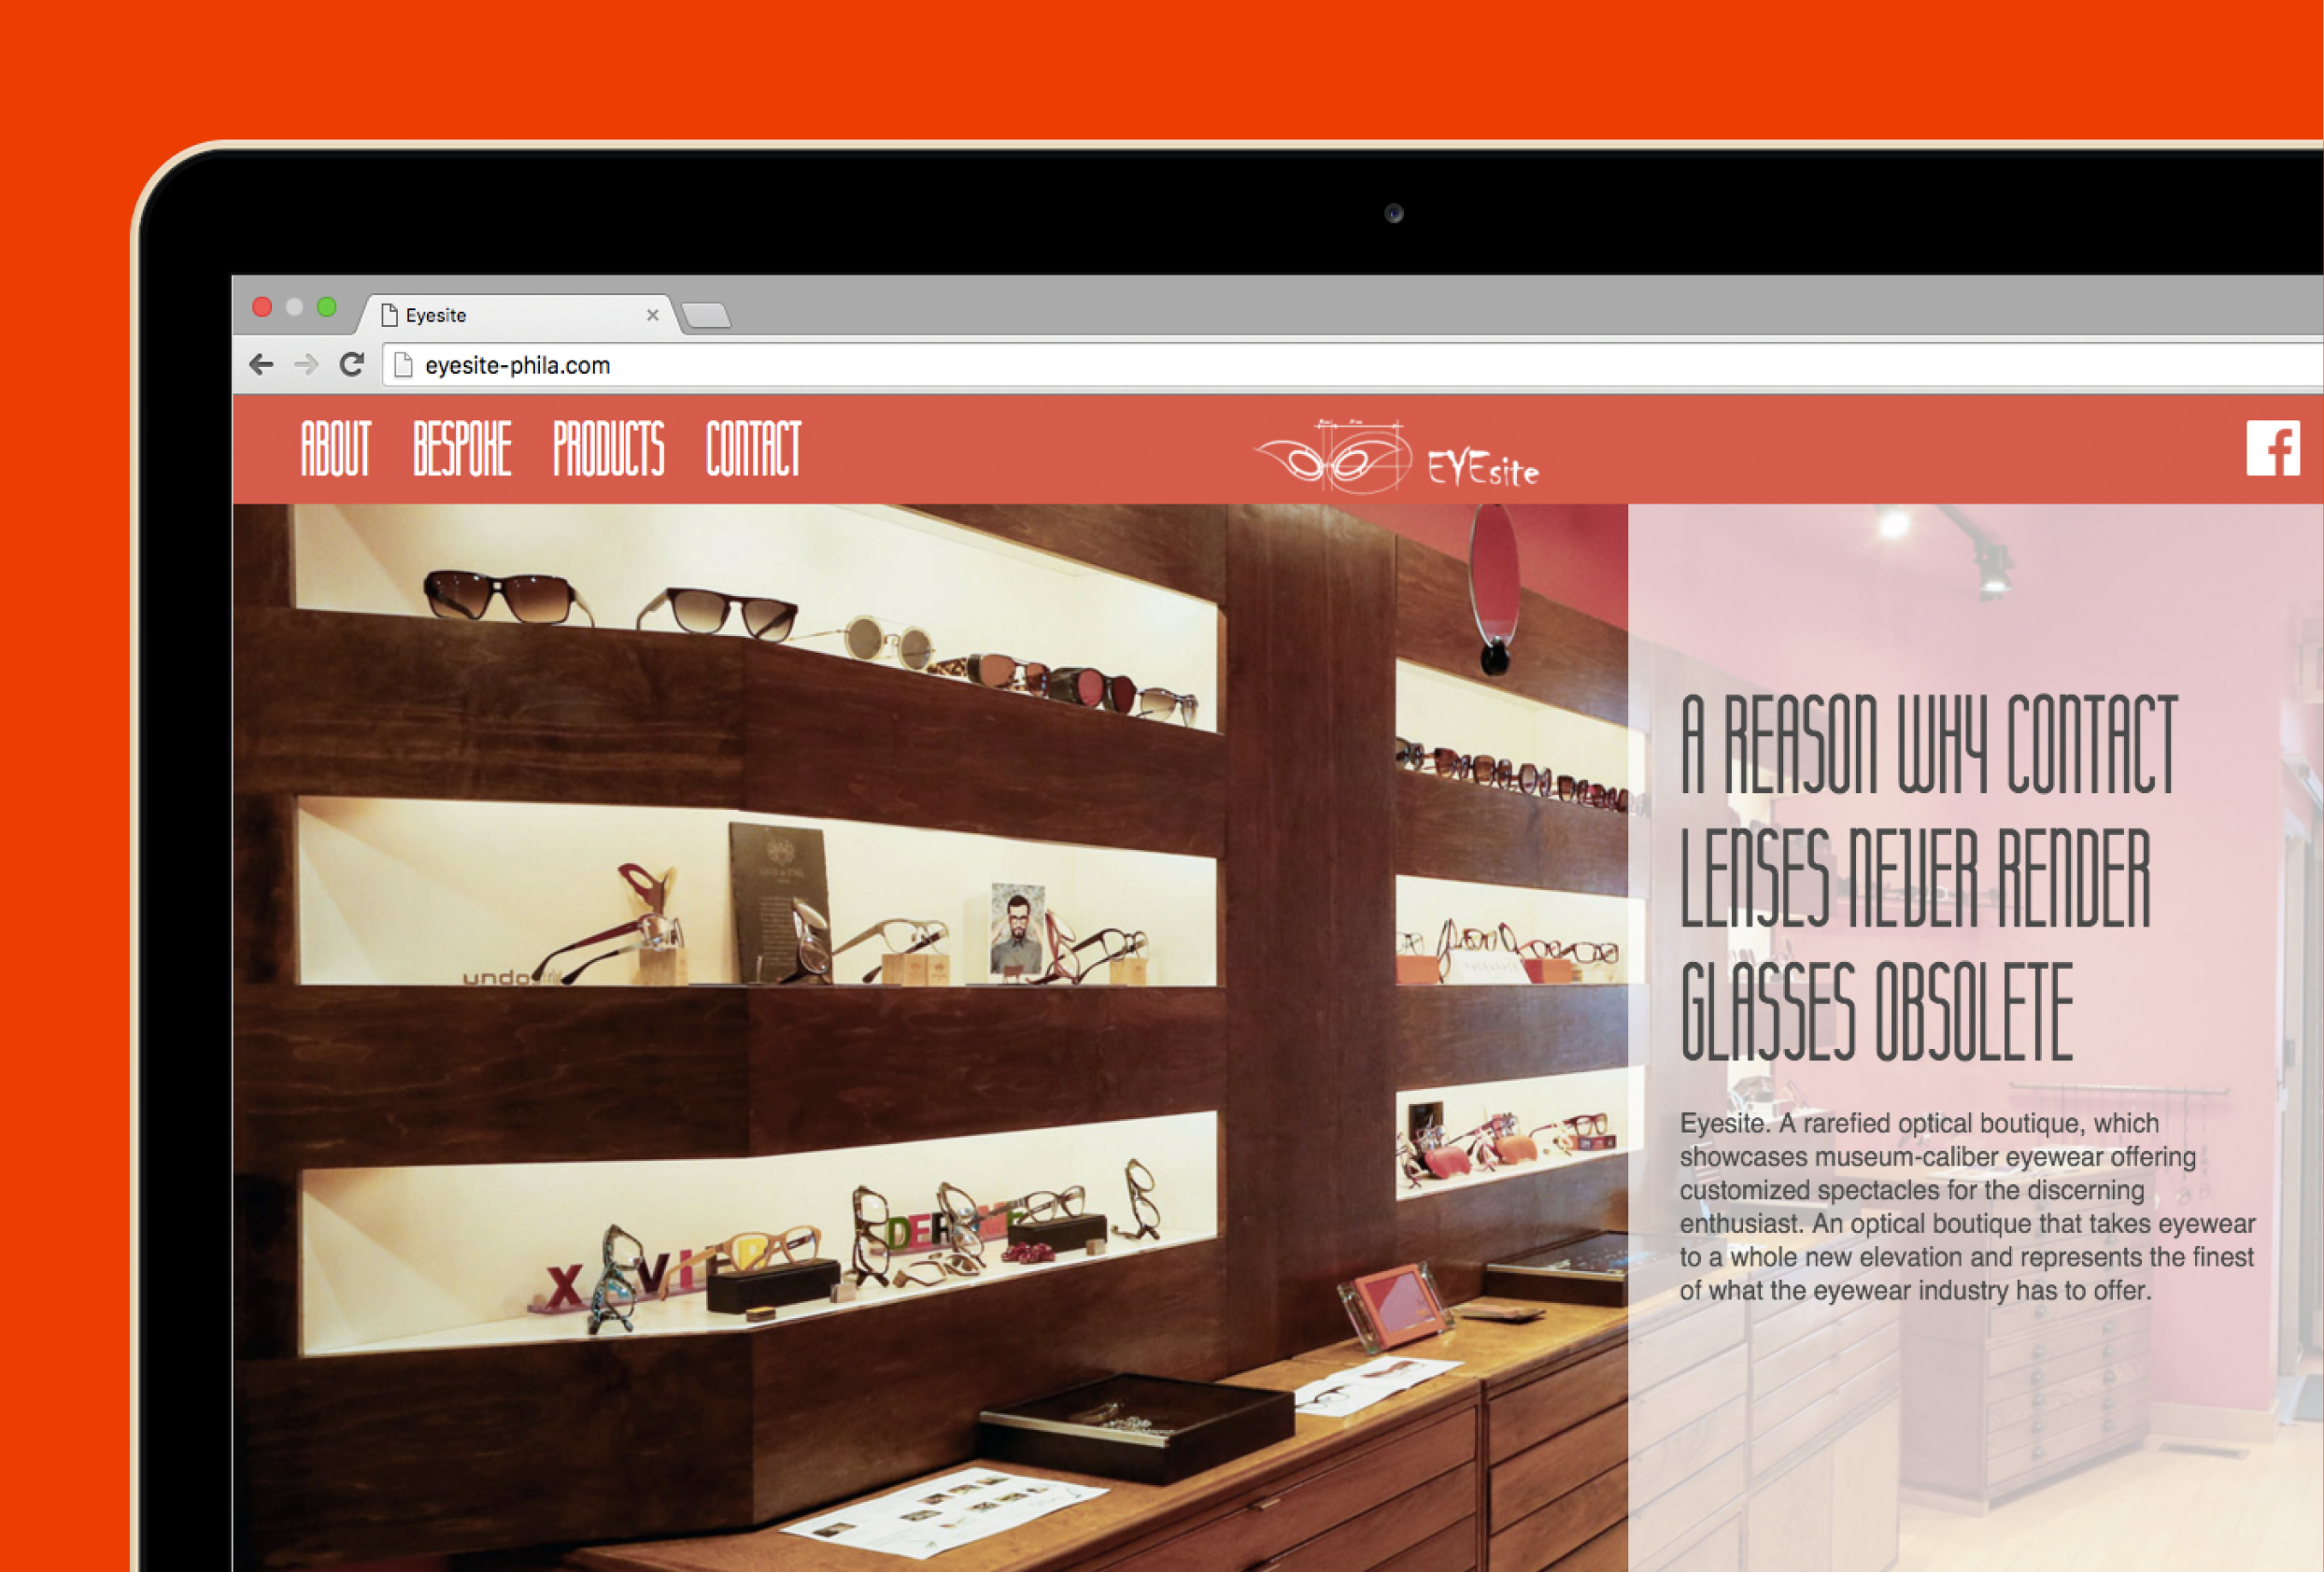 Eyesite
eyesite-phila.com
ABOUT BESPOKE PRODUCTS CONTACT
EYEsite
A REASON WHY CONTACT
LENSES NEVER RENDER
GLASSES OBSOLETE
Eyesite. A rarefied optical boutique, which
showcases museum-caliber eyewear offering
customized spectacles for the discerning
enthusiast. An optical boutique that takes eyewear
to a whole new elevation and represents the finest
of what the eyewear industry has to offer.
undo
X VI
DER